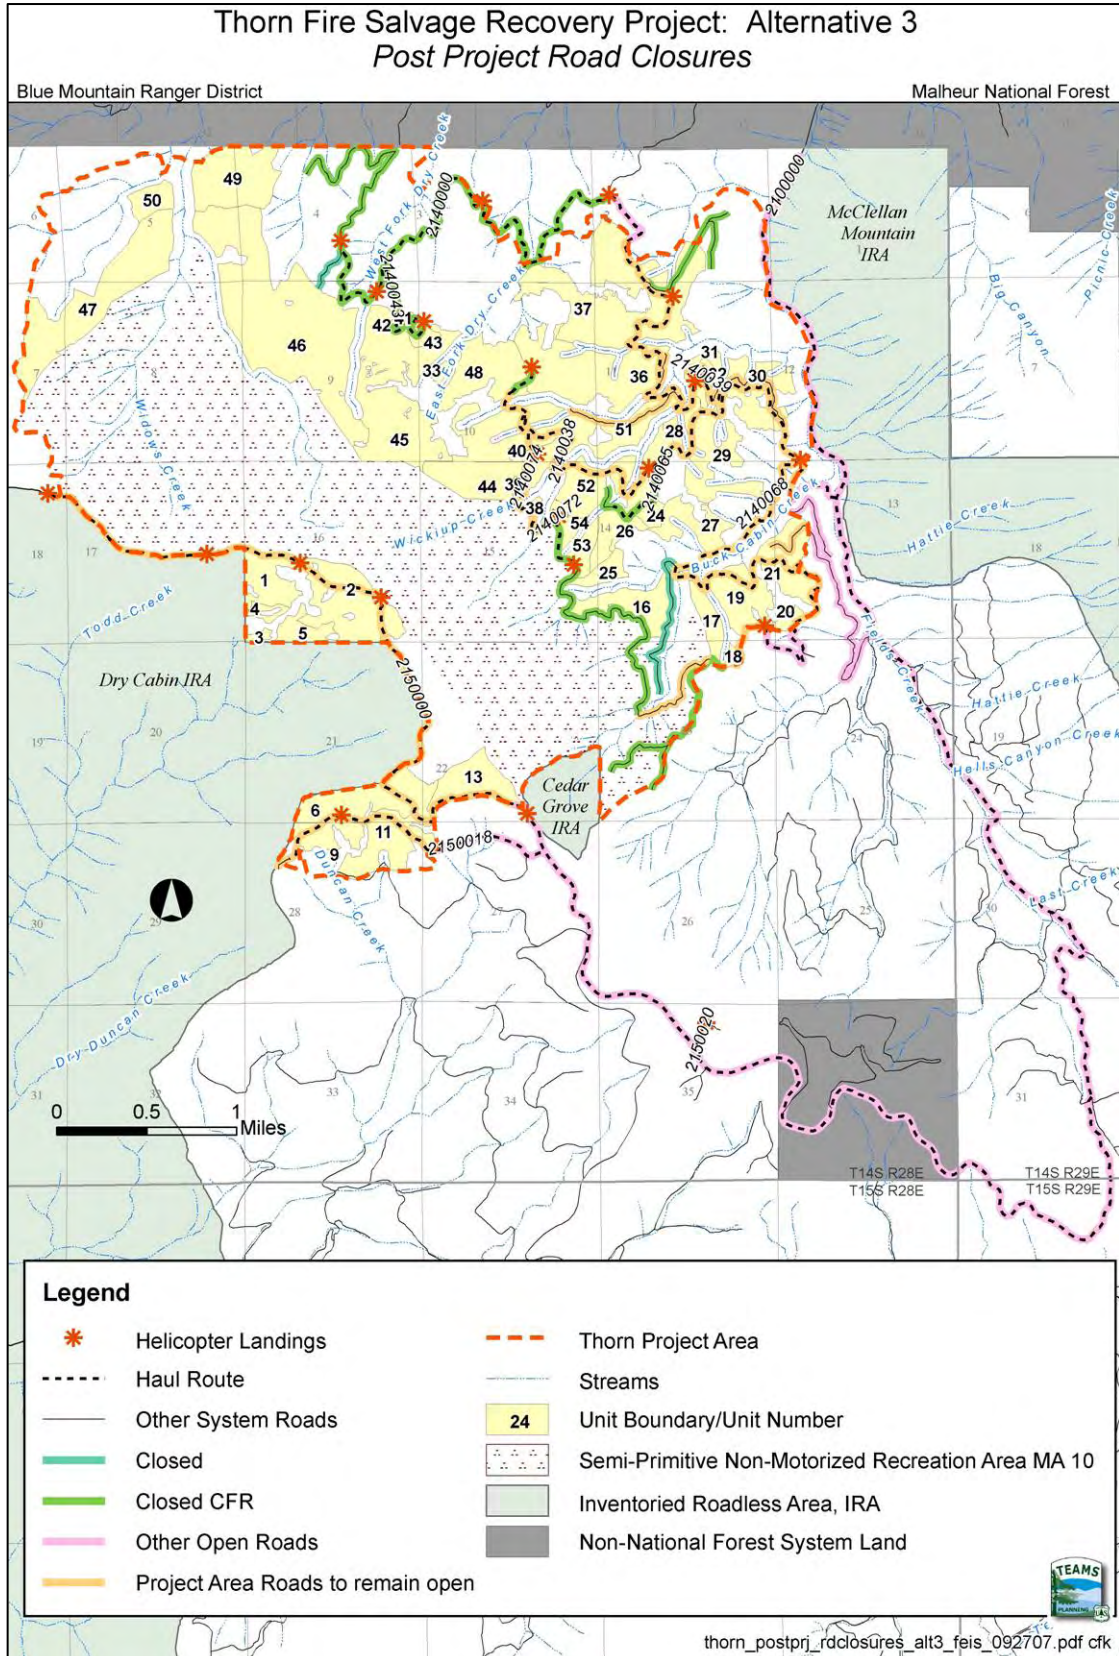 Thorn Fire Salvage Recovery Project: Alternative 3
Post Project Road Closures
Blue Mountain Ranger District
Malheur National Forest
West Fork Dry Creek
2140000
2100000
McClellan
Mountain
IRA
Big Canyon
Picnic Creek
49
50
47
46
42
2140043
43
33
48
East Fork Dry Creek
37
31
2140039
30
36
45
51
28
29
40
2140038
2140074
44
38
2140072
52
2140065
54
53
26
24
27
2140068
25
Buck Cabin Creek
21
19
20
16
17
18
Widows Creek
Wickiup Creek
Hattie Creek
Fields Creek
Hattie Creek
Hells Canyon Creek
Last Creek
1
2
4
3
5
Todd Creek
Dry Cabin IRA
2150000
13
Cedar
Grove
IRA
6
11
9
2150018
Duncan Creek
Dry Duncan Creek
2150020
0 0.5 1
Miles
T14S R28E
T15S R28E
T14S R29E
T15S R29E
Legend
Helicopter Landings
Haul Route
Other System Roads
Closed
Closed CFR
Other Open Roads
Project Area Roads to remain open
Thorn Project Area
Streams
24 Unit Boundary/Unit Number
Semi-Primitive Non-Motorized Recreation Area MA 10
Inventoried Roadless Area, IRA
Non-National Forest System Land
TEAMS
PLANNING
thorn_postprj_rdclosures_alt3_feis_092707.pdf cfk